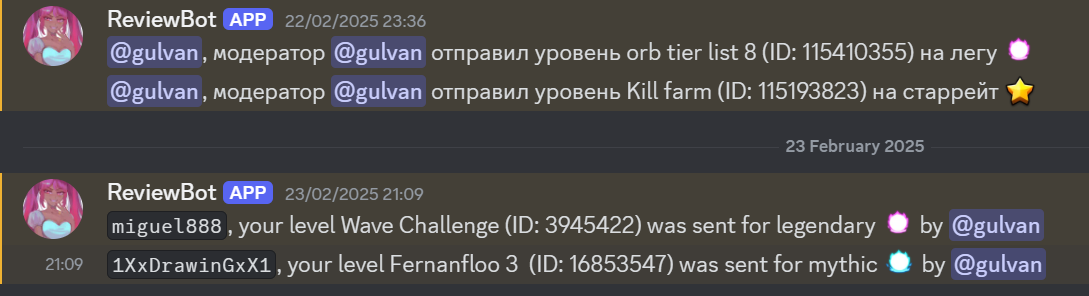 ReviewBot APP 22/02/2025 23:36
@gulvan, модератор @gulvan отправил уровень orb tier list 8 (ID: 115410355) на легу
@gulvan, модератор @gulvan отправил уровень Kill farm (ID: 115193823) на старрейт
23 February 2025
ReviewBot APP 23/02/2025 21:09
miguel888, your level Wave Challenge (ID: 3945422) was sent for legendary by @gulvan
21:09 1XxDrawinGxX1, your level Fernanfloo 3 (ID: 16853547) was sent for mythic by @gulvan